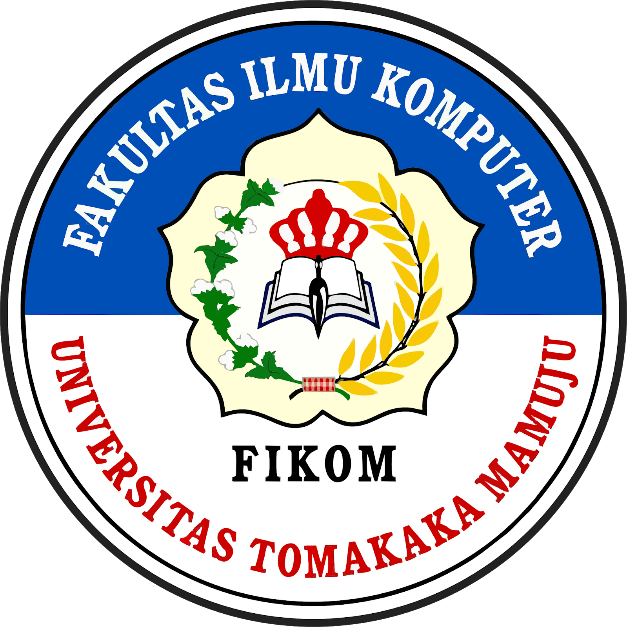 FAKULTAS ILMU KOMPUTER
FIKOM
UNIVERSITAS TOMAKAKA MAMUJU